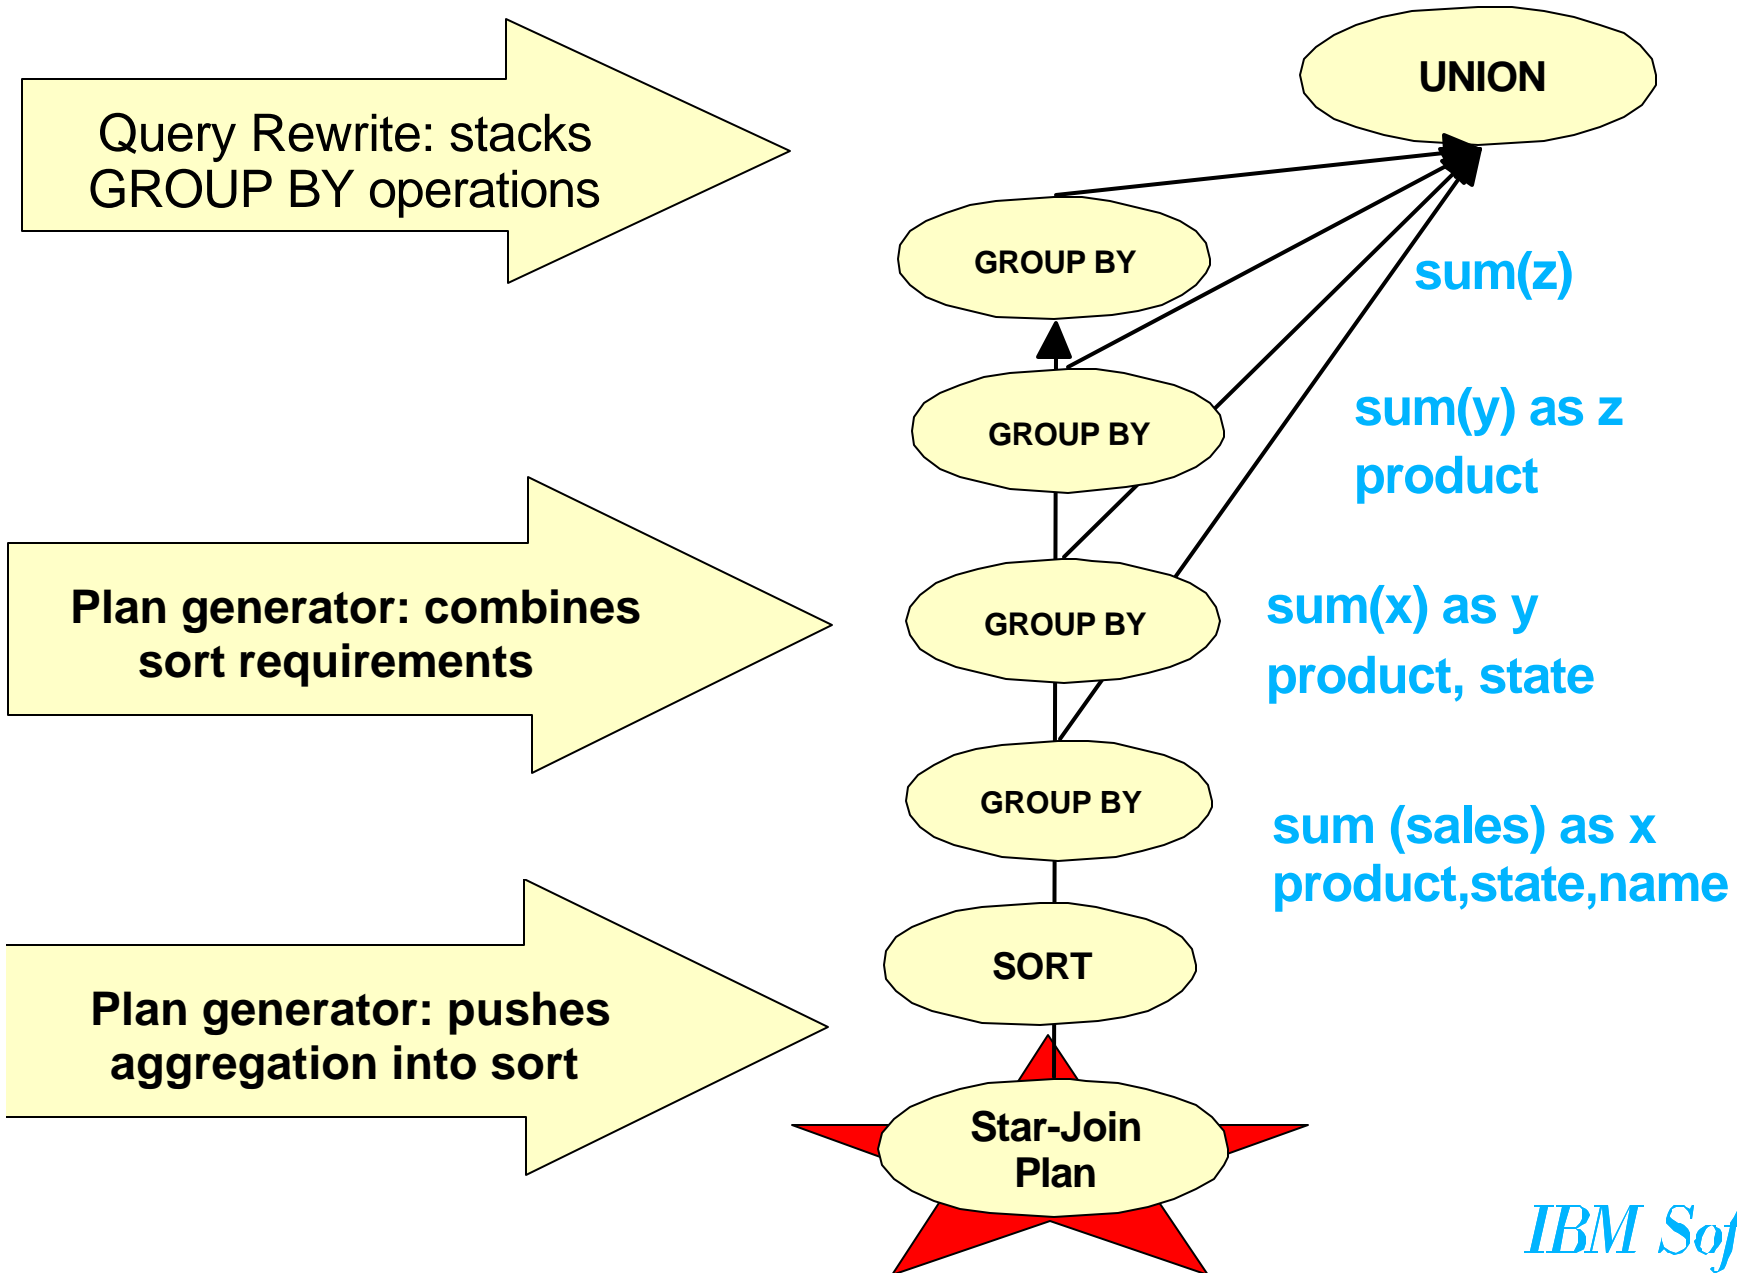 UNION
Query Rewrite: stacks
GROUP BY operations
GROUP BY
sum(z)
GROUP BY
sum(y) as z
product
Plan generator: combines
sort requirements
GROUP BY
sum(x) as y
product, state
GROUP BY
sum (sales) as x
product,state,name
SORT
Plan generator: pushes
aggregation into sort
Star-Join
Plan
IBM Sof